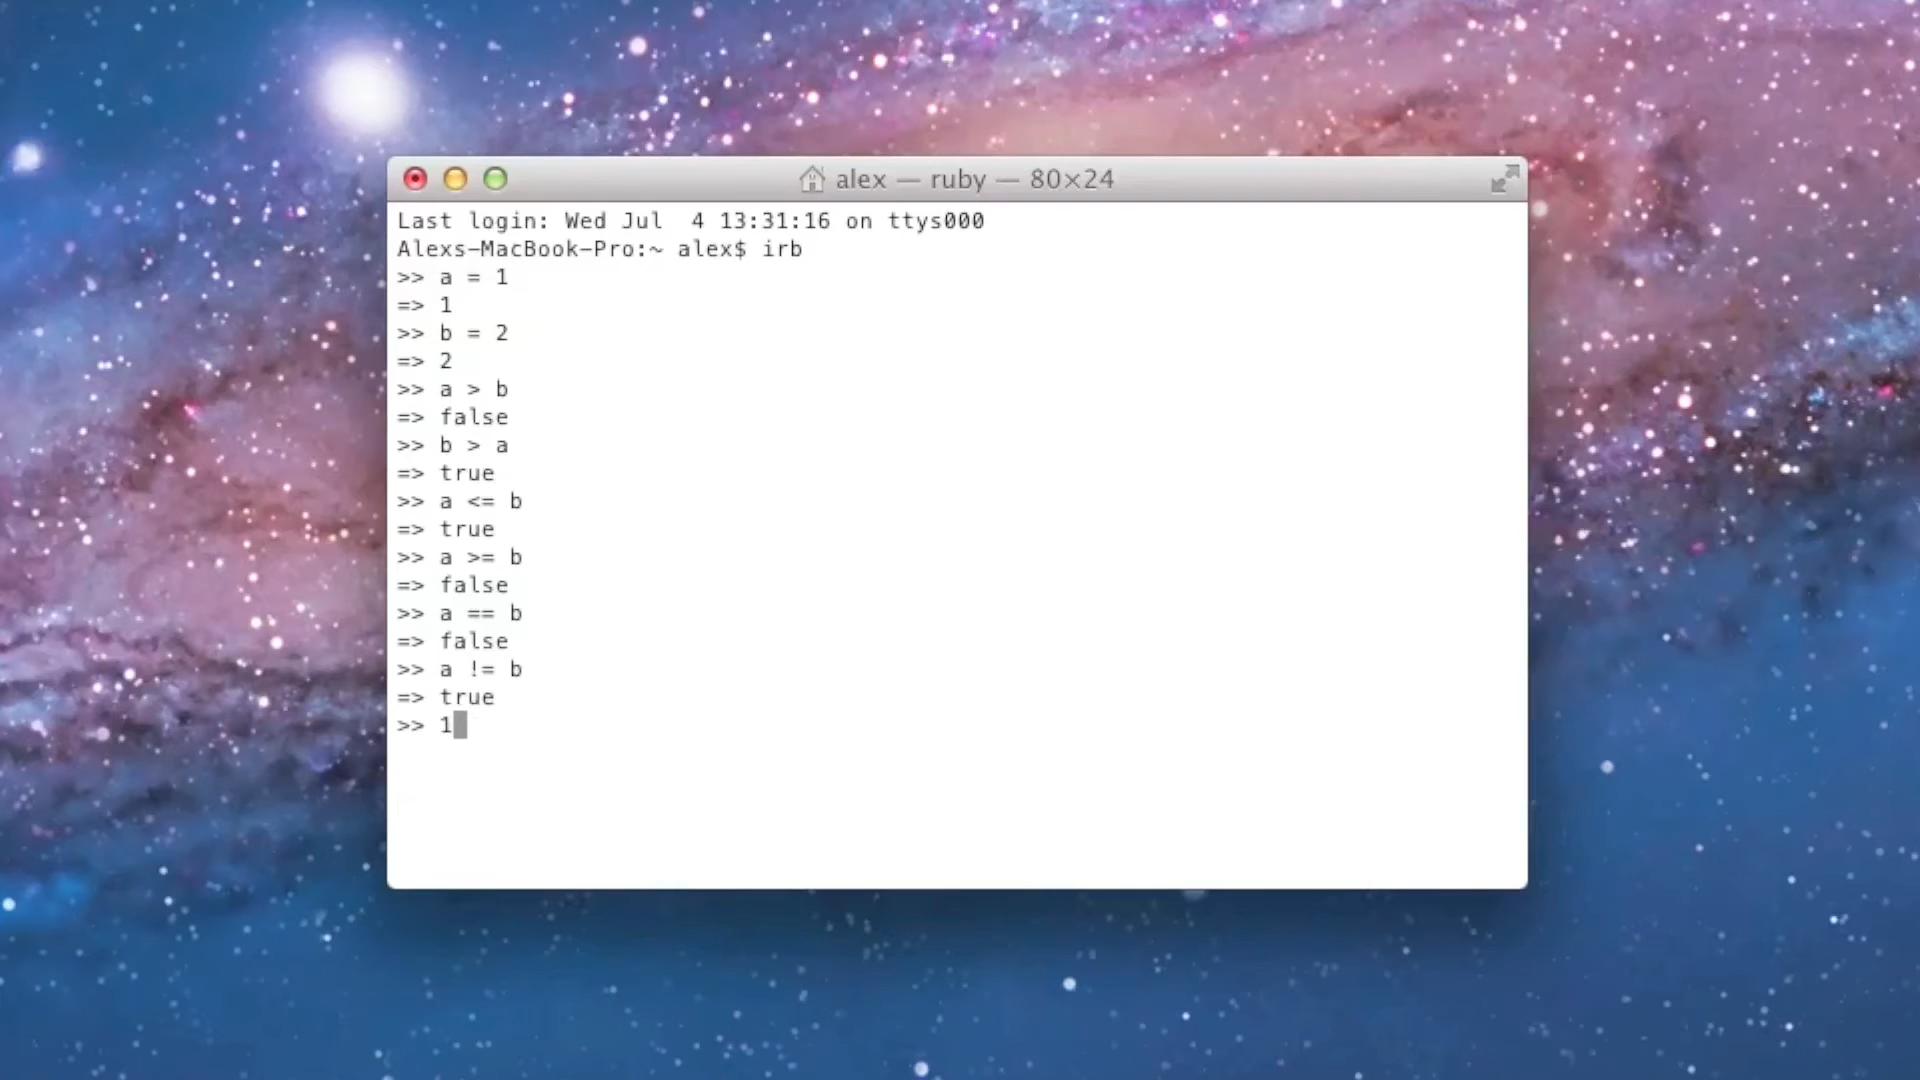 alex — ruby — 80×24
Last login: Wed Jul  4 13:31:16 on ttys000
Alexs-MacBook-Pro:~ alex$ irb
>> a = 1
=> 1
>> b = 2
=> 2
>> a > b
=> false
>> b > a
=> true
>> a <= b
=> true
>> a >= b
=> false
>> a == b
=> false
>> a != b
=> true
>> 1